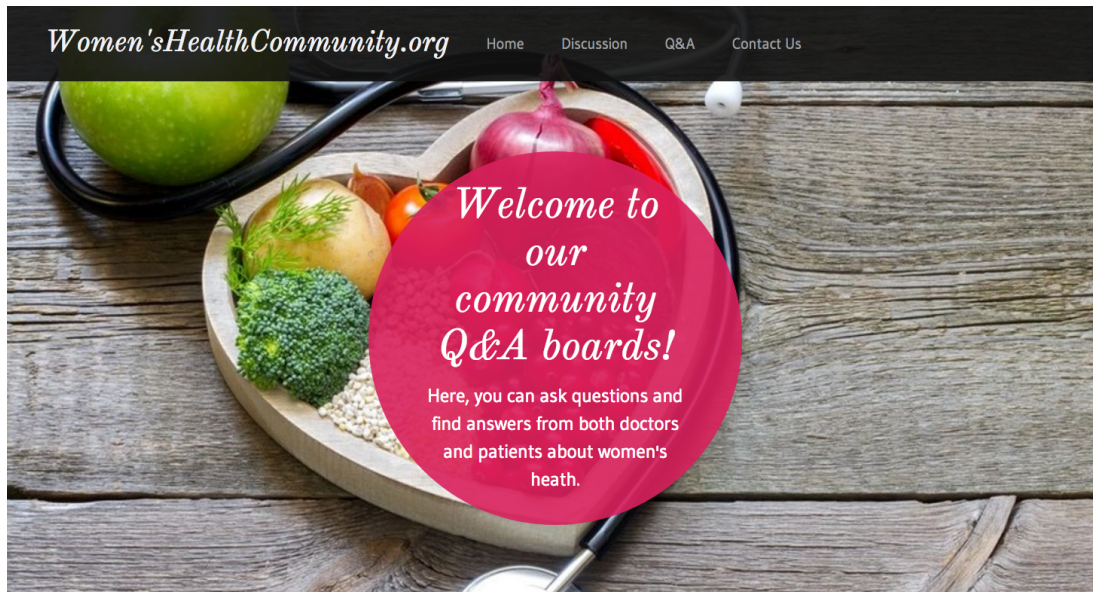 Women'sHealthCommunity.org
Home Discussion Q&A Contact Us
Welcome to
our
community
Q&A boards!
Here, you can ask questions and
find answers from both doctors
and patients about women's
heath.